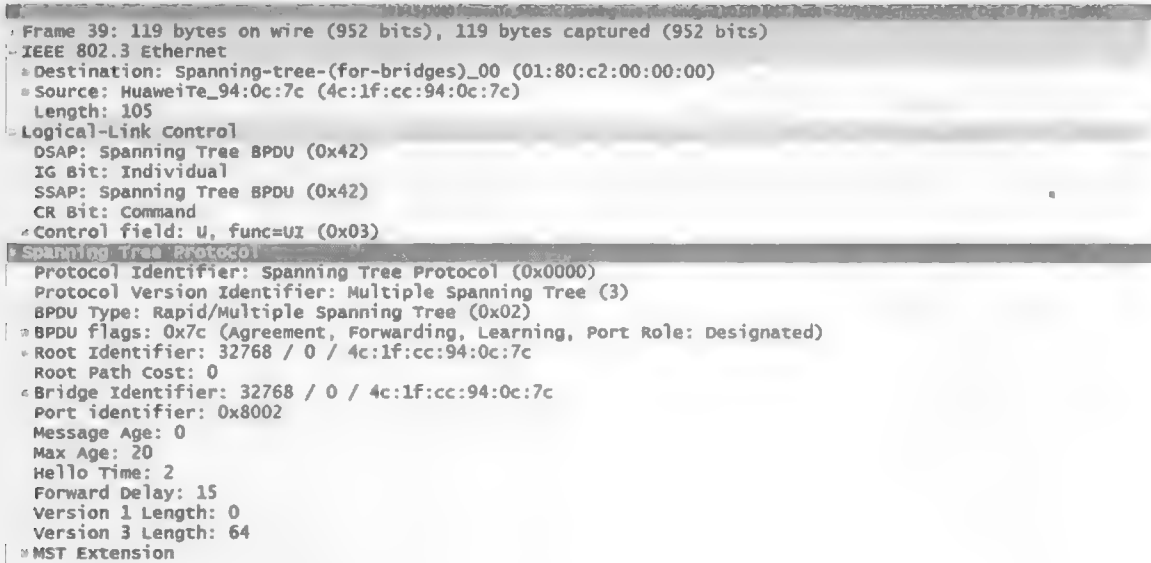 Frame 39: 119 bytes on wire (952 bits), 119 bytes captured (952 bits)
IEEE 802.3 Ethernet
Destination: Spanning-tree-(for-bridges)_00 (01:80:c2:00:00:00)
Source: HuaweiTe_94:0c:7c (4c:1f:cc:94:0c:7c)
Length: 105
Logical-Link Control
DSAP: Spanning Tree BPDU (0x42)
IG Bit: Individual
SSAP: Spanning Tree BPDU (0x42)
CR Bit: Command
Control field: U, func=UI (0x03)
Spanning Tree Protocol
Protocol Identifier: Spanning Tree Protocol (0x0000)
Protocol Version Identifier: Multiple Spanning Tree (3)
BPDU Type: Rapid/Multiple Spanning Tree (0x02)
BPDU flags: 0x7c (Agreement, Forwarding, Learning, Port Role: Designated)
Root Identifier: 32768 / 0 / 4c:1f:cc:94:0c:7c
Root Path Cost: 0
Bridge Identifier: 32768 / 0 / 4c:1f:cc:94:0c:7c
Port identifier: 0x8002
Message Age: 0
Max Age: 20
Hello Time: 2
Forward Delay: 15
Version 1 Length: 0
Version 3 Length: 64
MST Extension